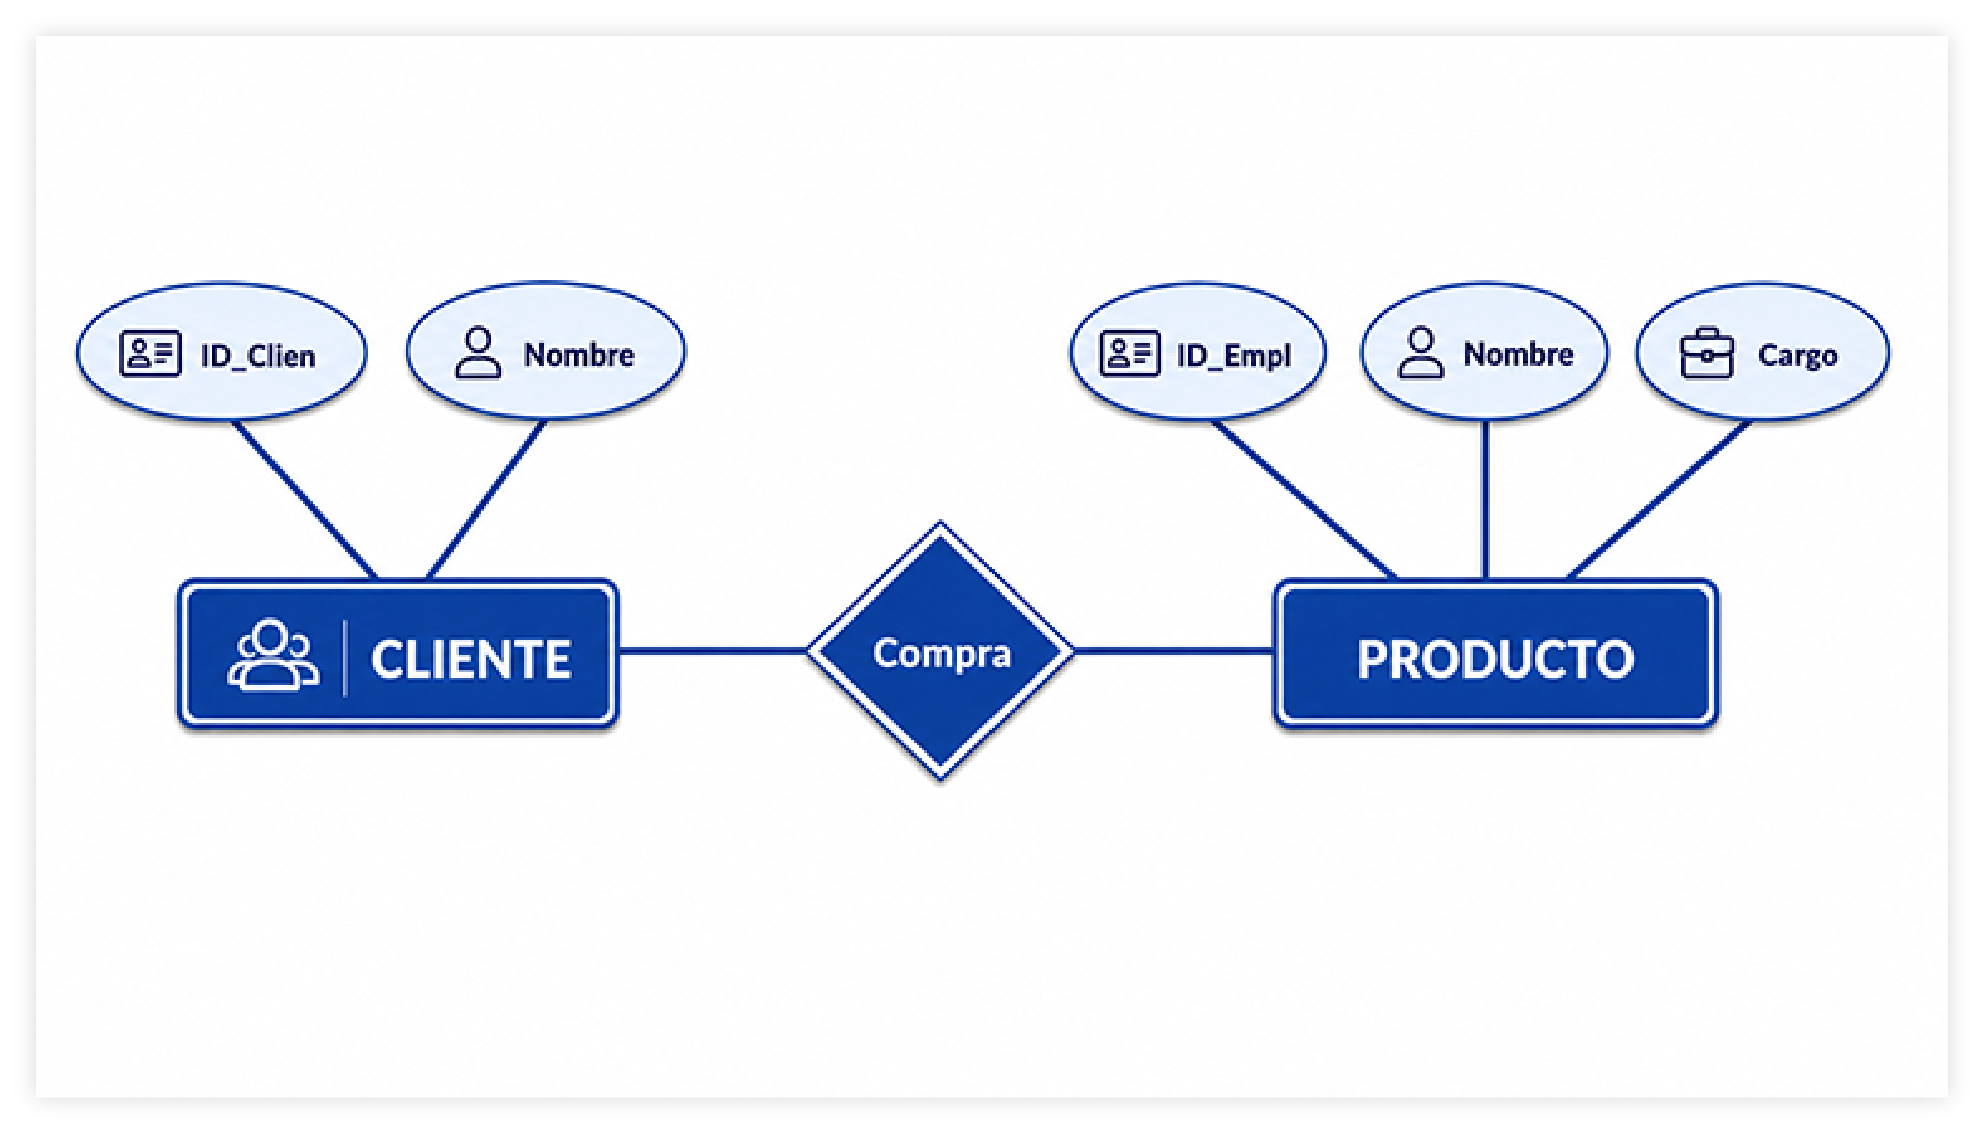 ID_Clien
Nombre
ID_Empl
Nombre
Cargo
CLIENTE
Compra
PRODUCTO